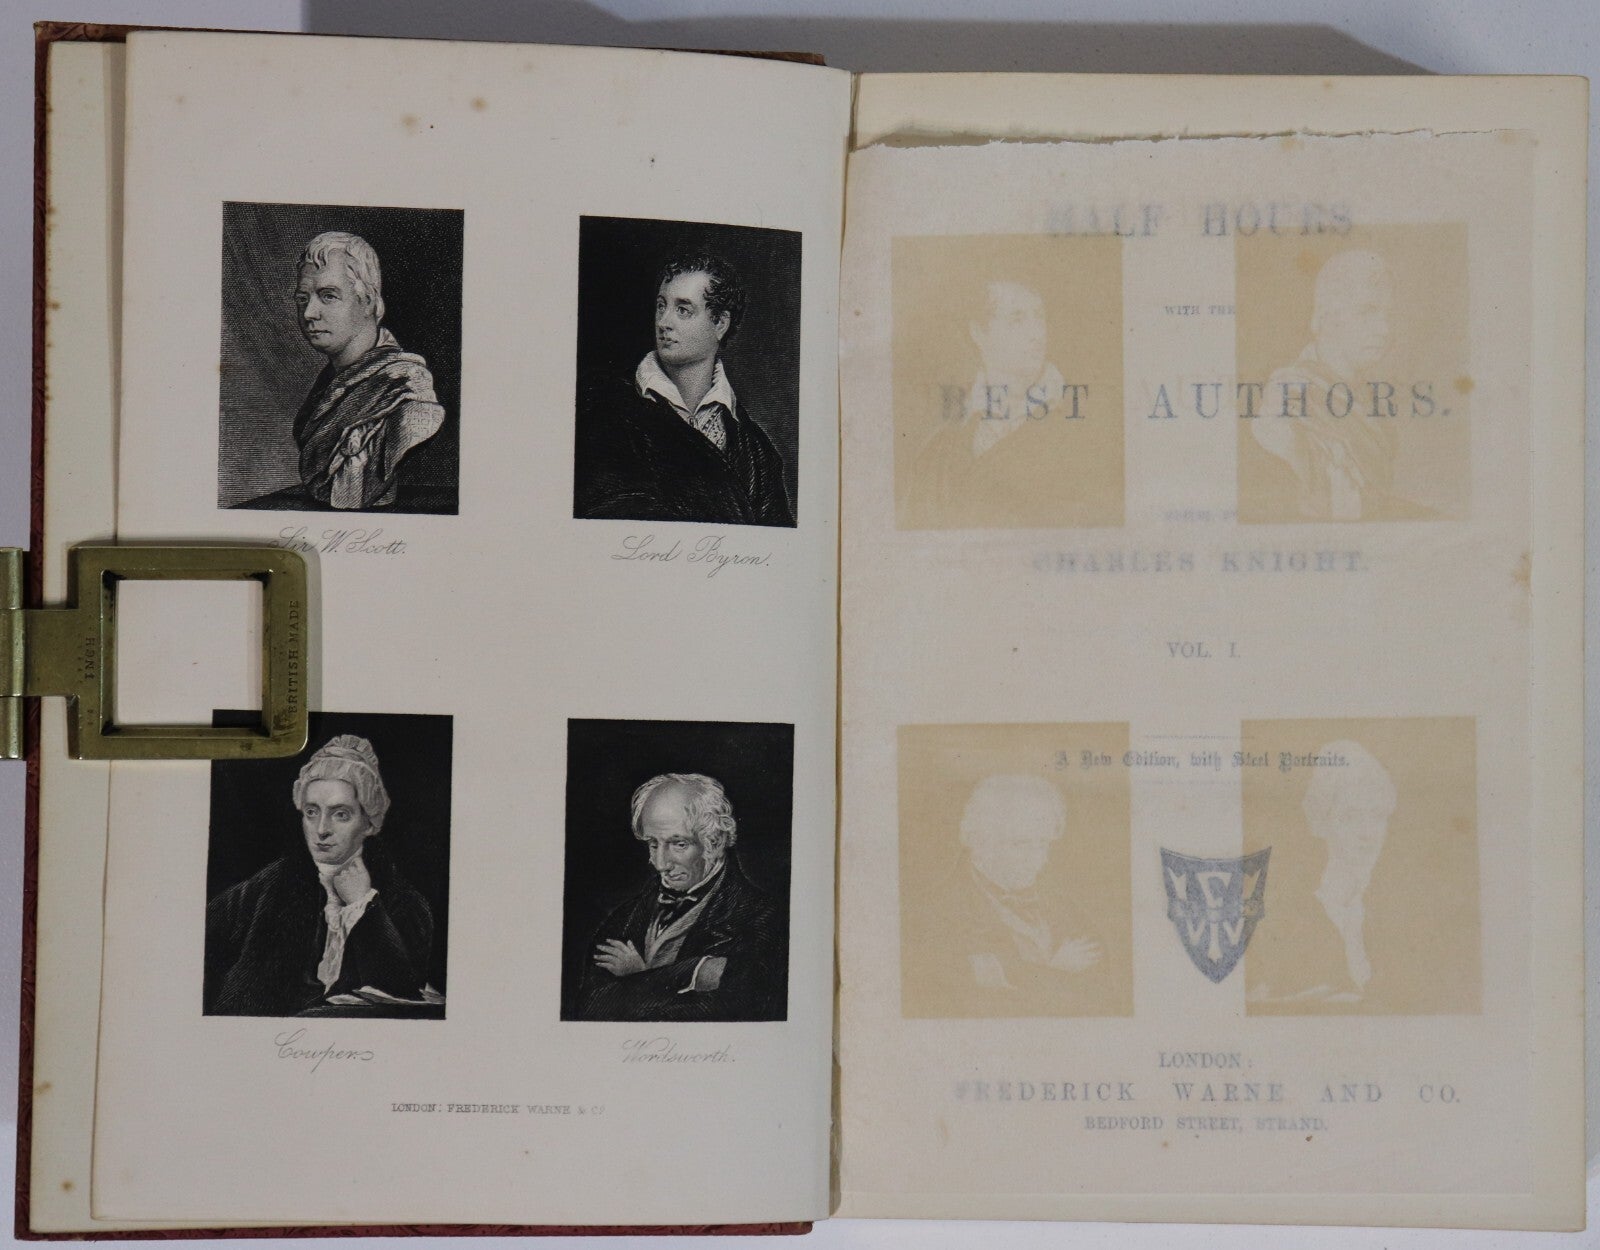 Sir W. Scott.
Lord Byron.
INCH
BRITISH MADE
Cowper.
Wordsworth.
LONDON: FREDERICK WARNE & Co
HALF HOURS
WITH THE
BEST AUTHORS.
CHARLES KNIGHT.
VOL. I.
A New Edition, with Steel Portraits.
LONDON:
FREDERICK WARNE AND CO.
BEDFORD STREET, STRAND.